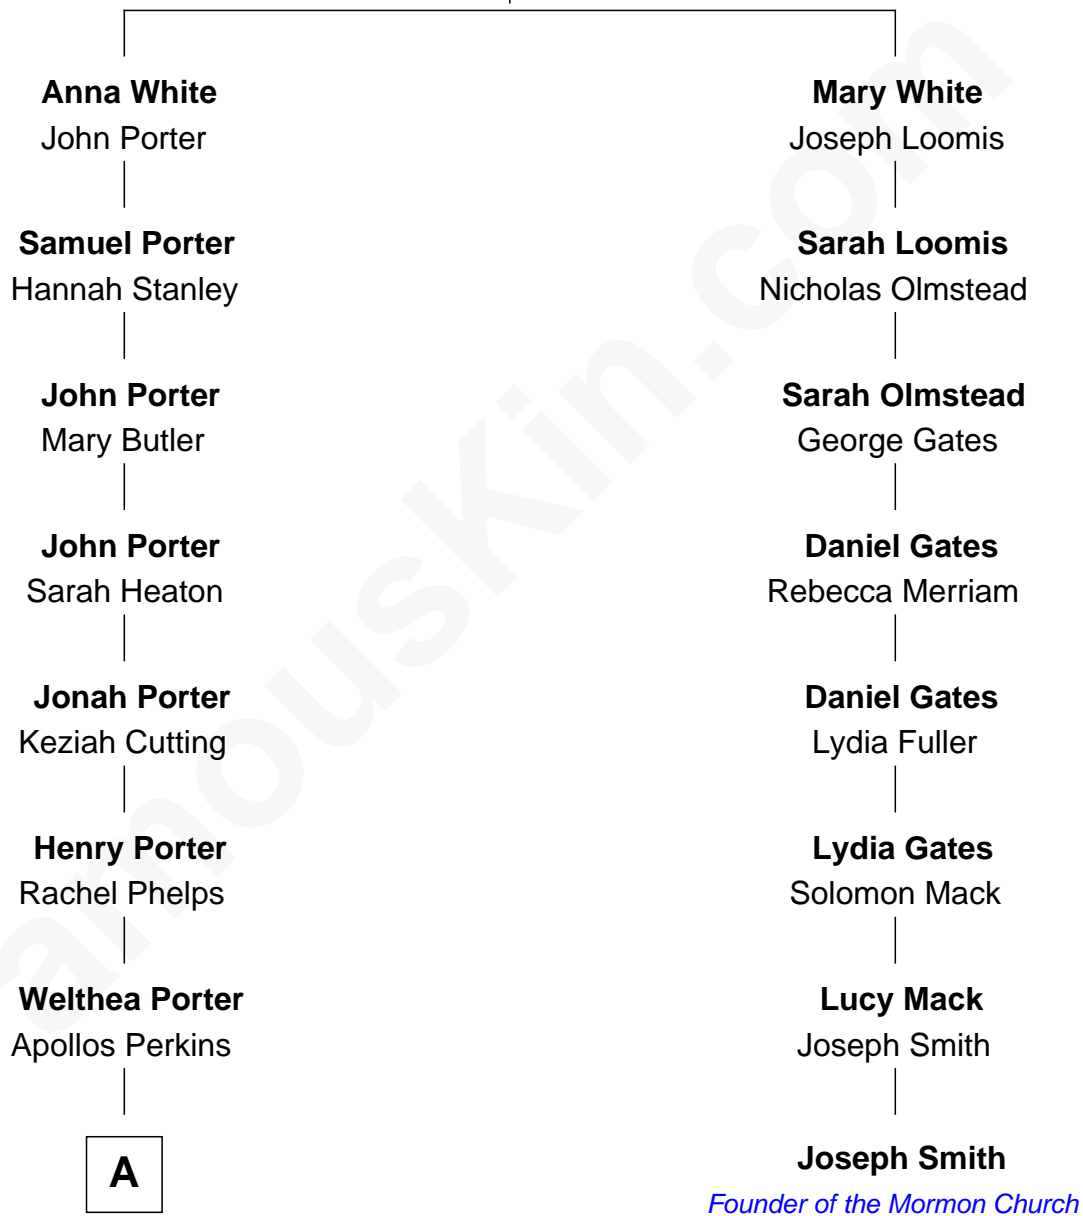 Anna White
John Porter
Mary White
Joseph Loomis
Samuel Porter
Hannah Stanley
Sarah Loomis
Nicholas Olmstead
John Porter
Mary Butler
Sarah Olmstead
George Gates
John Porter
Sarah Heaton
Daniel Gates
Rebecca Merriam
Jonah Porter
Keziah Cutting
Daniel Gates
Lydia Fuller
Henry Porter
Rachel Phelps
Lydia Gates
Solomon Mack
Welthea Porter
Apollos Perkins
Lucy Mack
Joseph Smith
A
Joseph Smith
Founder of the Mormon Church
amousKin.com